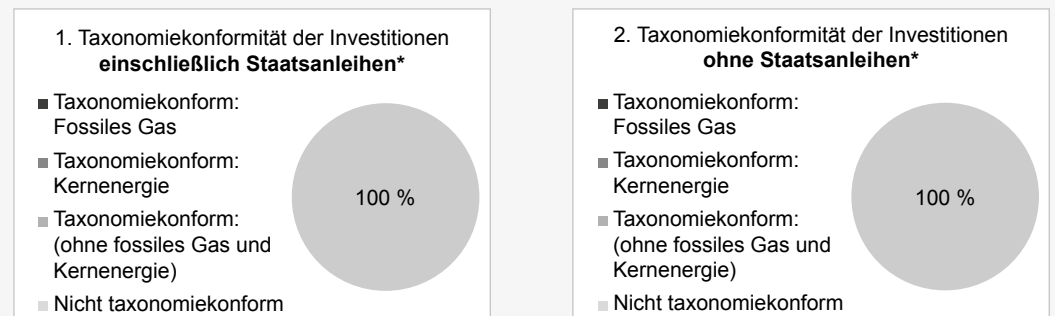 1. Taxonomiekonformität der Investitionen
einschließlich Staatsanleihen*
Taxonomiekonform:
Fossiles Gas
Taxonomiekonform:
Kernenergie
Taxonomiekonform:
(ohne fossiles Gas und
Kernenergie)
Nicht taxonomiekonform
100 %
2. Taxonomiekonformität der Investitionen
ohne Staatsanleihen*
Taxonomiekonform:
Fossiles Gas
Taxonomiekonform:
Kernenergie
Taxonomiekonform:
(ohne fossiles Gas und
Kernenergie)
Nicht taxonomiekonform
100 %